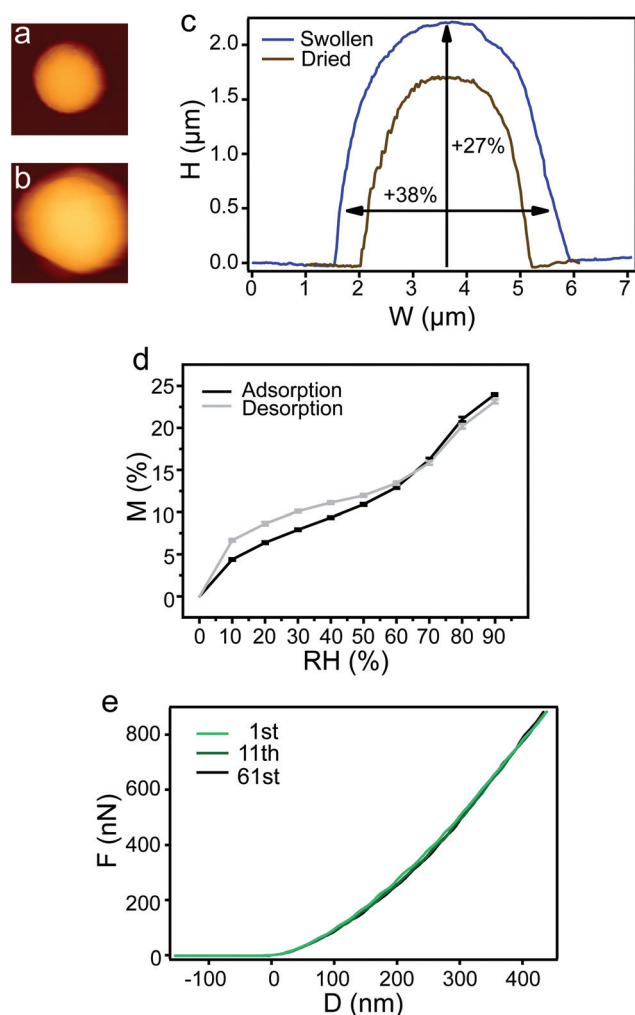 a
b
c
H (μm)
2.0
1.5
1.0
0.5
0.0
Swollen
Dried
+27%
+38%
0 1 2 3 4 5 6 7
W (μm)
d
M (%)
25
20
15
10
5
0
Adsorption
Desorption
0 10 20 30 40 50 60 70 80 90
RH (%)
e
F (nN)
800
600
400
200
0
1st
11th
61st
-100 0 100 200 300 400
D (nm)